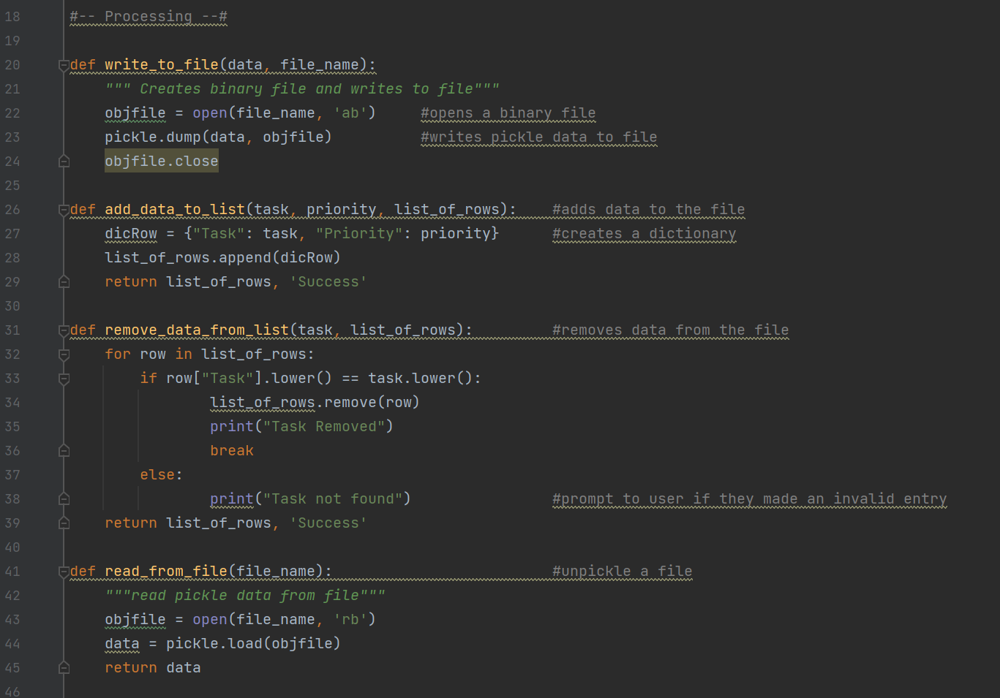 18 #-- Processing --#
19
20 def write_to_file(data, file_name):
21     """ Creates binary file and writes to file"""
22     objfile = open(file_name, 'ab')     #opens a binary file
23     pickle.dump(data, objfile)          #writes pickle data to file
24     objfile.close
25
26 def add_data_to_list(task, priority, list_of_rows):    #adds data to the file
27     dicRow = {"Task": task, "Priority": priority}      #creates a dictionary
28     list_of_rows.append(dicRow)
29     return list_of_rows, 'Success'
30
31 def remove_data_from_list(task, list_of_rows):         #removes data from the file
32     for row in list_of_rows:
33         if row["Task"].lower() == task.lower():
34                 list_of_rows.remove(row)
35                 print("Task Removed")
36                 break
37         else:
38                 print("Task not found")                #prompt to user if they made an invalid entry
39     return list_of_rows, 'Success'
40
41 def read_from_file(file_name):                         #unpickle a file
42     """read pickle data from file"""
43     objfile = open(file_name, 'rb')
44     data = pickle.load(objfile)
45     return data
46